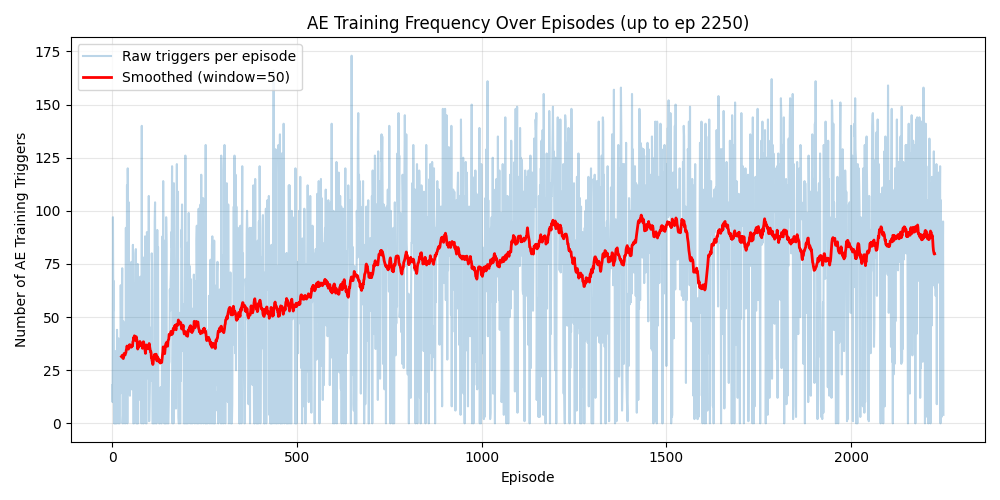 AE Training Frequency Over Episodes (up to ep 2250)
Raw triggers per episode
Smoothed (window=50)
Number of AE Training Triggers
175
150
125
100
75
50
25
0
0
500
1000
1500
2000
Episode